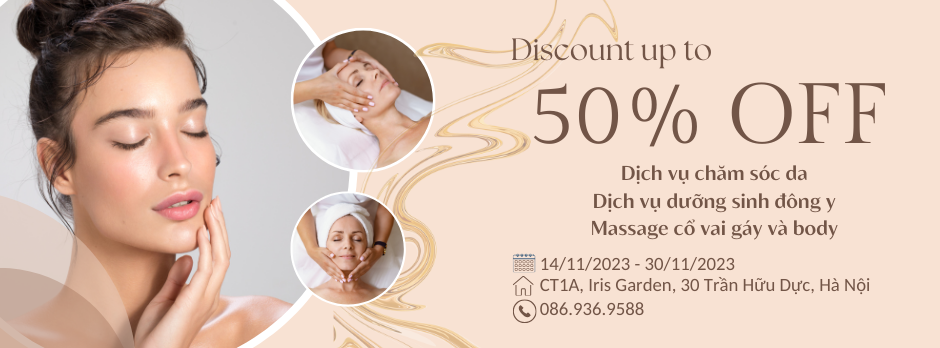 Discount up to
50% OFF
Dịch vụ chăm sóc da
Dịch vụ dưỡng sinh đông y
Massage cổ vai gáy và body
14/11/2023 - 30/11/2023
CT1A, Iris Garden, 30 Trần Hữu Dực, Hà Nội
086.936.9588